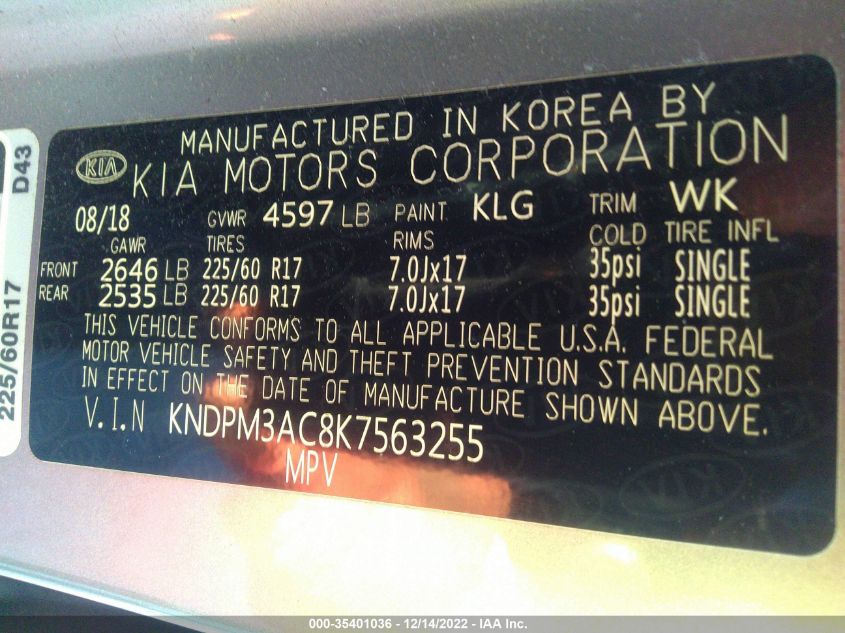 MANUFACTURED IN KOREA BY
KIA KIA MOTORS CORPORATION
08/18 GVWR 4597 LB PAINT KLG TRIM WK
GAWR TIRES RIMS COLD TIRE INFL
FRONT 2646 LB 225/60 R17 7.0Jx17 35psi SINGLE
REAR 2535 LB 225/60 R17 7.0Jx17 35psi SINGLE
THIS VEHICLE CONFORMS TO ALL APPLICABLE U.S.A. FEDERAL
MOTOR VEHICLE SAFETY AND THEFT PREVENTION STANDARDS
IN EFFECT ON THE DATE OF MANUFACTURE SHOWN ABOVE.
V.I.N KNDPM3AC8K7563255
MPV
225/60R17 D43
000-35401036 - 12/14/2022 - IAA Inc.